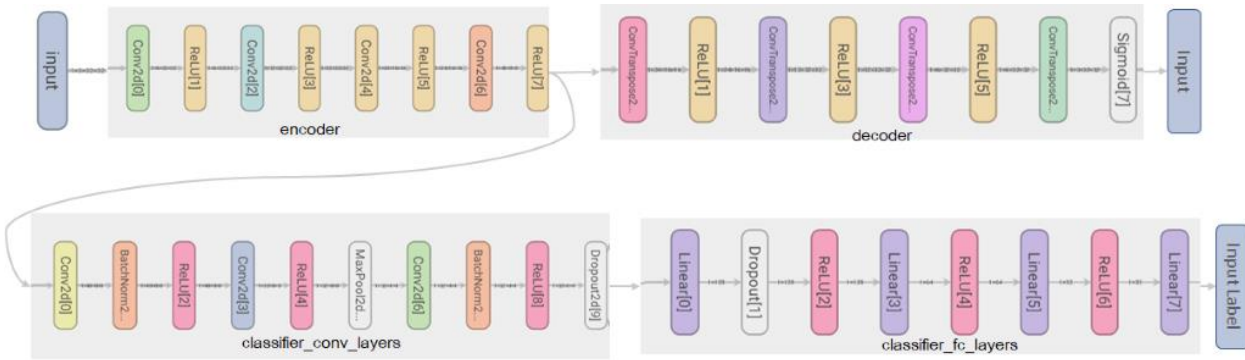 input
Conv2d[0]
ReLU[1]
Conv2d[2]
ReLU[3]
Conv2d[4]
ReLU[5]
Conv2d[6]
ReLU[7]
encoder
ConvTranspose2...
ReLU[1]
ConvTranspose2...
ReLU[3]
ConvTranspose2...
ReLU[5]
ConvTranspose2...
Sigmoid[7]
decoder
Input
Conv2d[0]
BatchNorm2...
ReLU[2]
Conv2d[3]
ReLU[4]
MaxPool2d...
Conv2d[6]
BatchNorm2...
ReLU[8]
Dropout2d[9]
classifier_conv_layers
Linear[0]
Dropout[1]
ReLU[2]
Linear[3]
ReLU[4]
Linear[5]
ReLU[6]
Linear[7]
classifier_fc_layers
Input Label